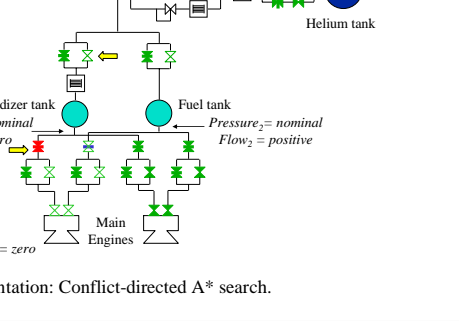 Helium tank
dizer tank
Fuel tank
ominal
Pressure2= nominal
ro
Flow2 = positive
Main
Engines
= zero
ntation: Conflict-directed A* search.